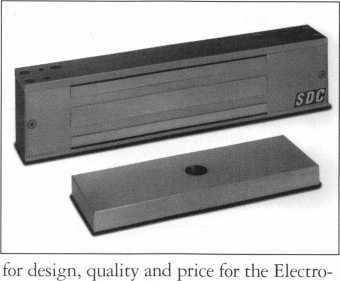 SDC
for design, quality and price for the Electro-